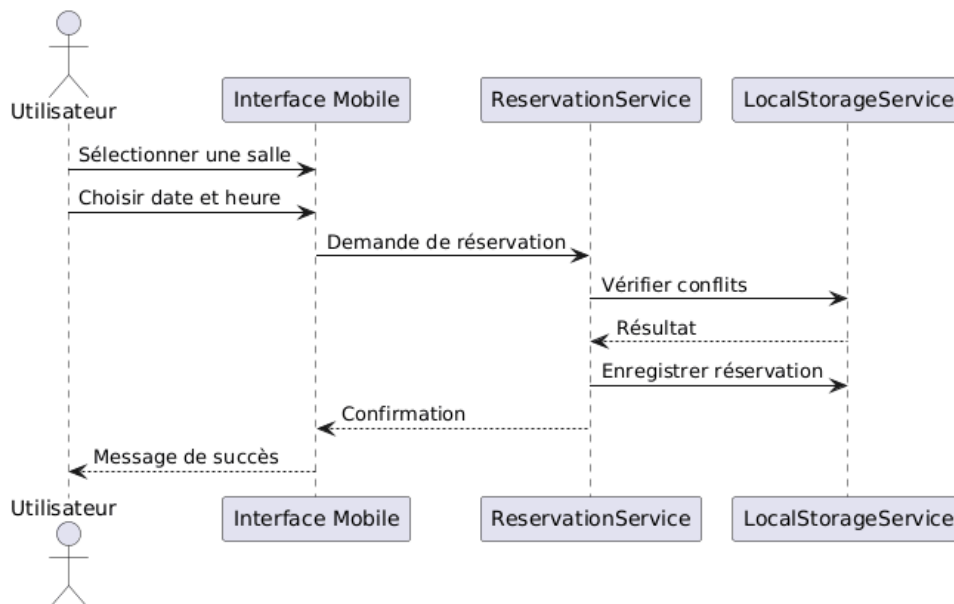 Utilisateur
Interface Mobile
ReservationService
LocalStorageService
Sélectionner une salle
Choisir date et heure
Demande de réservation
Vérifier conflits
Résultat
Enregistrer réservation
Confirmation
Message de succès
Utilisateur
Interface Mobile
ReservationService
LocalStorageService